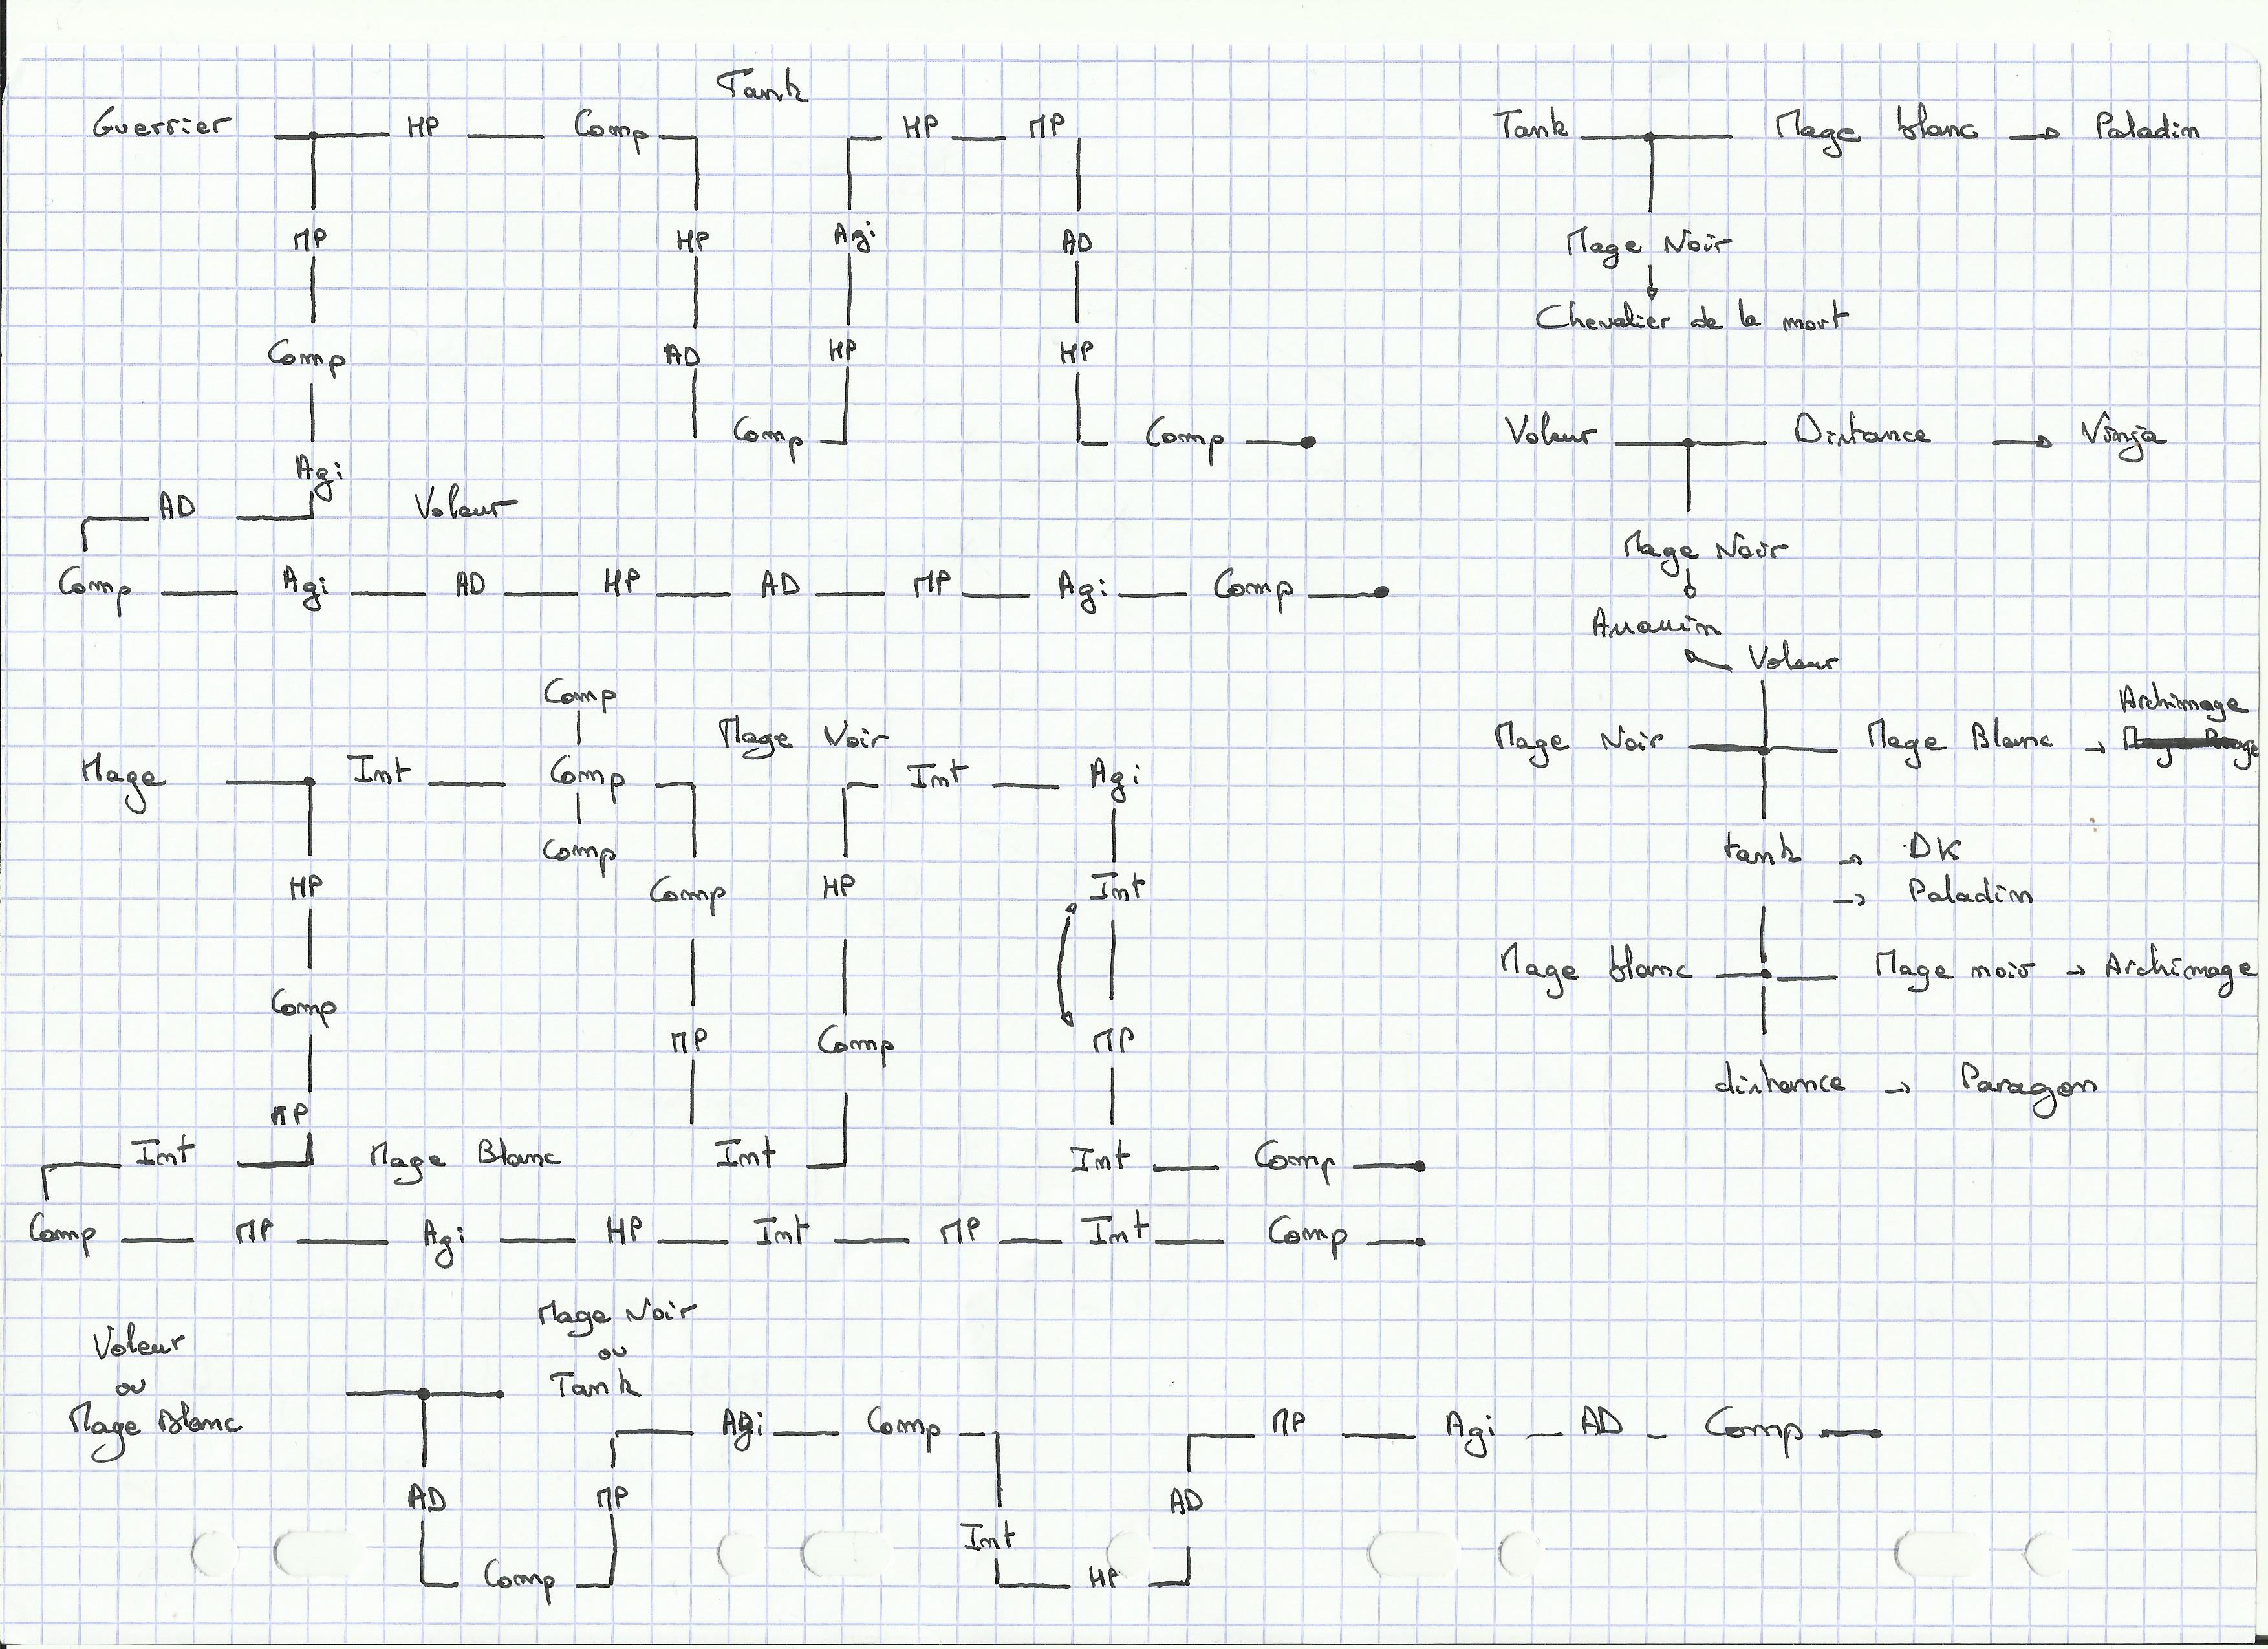 Tank
Guerrier HP Comp HP MP
MP HP Agi AD
Comp AD HP HP
Comp Comp
Agi
AD Voleur
Comp Agi AD HP AD MP Agi Comp
Comp
Mage Noir
Mage Int Comp Int Agi
Comp
HP Comp HP Int
Comp MP Comp MP
MP
Int Mage Blanc Int Int Comp
Comp MP Agi HP Int MP Int Comp
Voleur
ou
Mage Blanc
Mage Noir
ou
Tank
Agi Comp MP Agi AD Comp
AD MP AD
Int
Comp HP
Tank Mage blanc Paladin
Mage Noir
Chevalier de la mort
Voleur Distance Ninja
Mage Noir
Assassin
Voleur
Archimage
Mage Noir Mage Blanc
tank DK
Paladin
Mage blanc Mage noir Archimage
distance Paragon